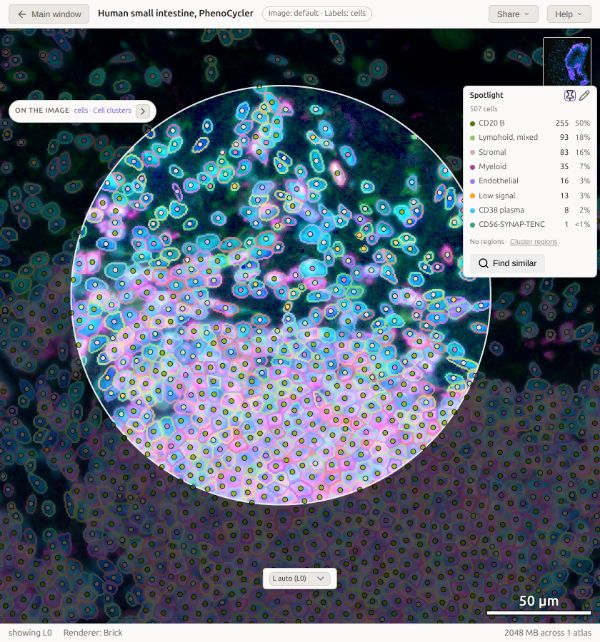 Main window
Human small intestine, PhenoCycler
Image: default · Labels: cells
Share
Help
ON THE IMAGE cells · Cell clusters
Spotlight
507 cells
CD20 B 255 50%
Lymphoid, mixed 93 18%
Stromal 83 16%
Myeloid 35 7%
Endothelial 16 3%
Low signal 13 3%
CD38 plasma 8 2%
CD56-SYNAP-TENC 1 <1%
No regions · Cluster regions
Find similar
L auto (L0)
50 µm
showing L0 Renderer: Brick
2048 MB across 1 atlas